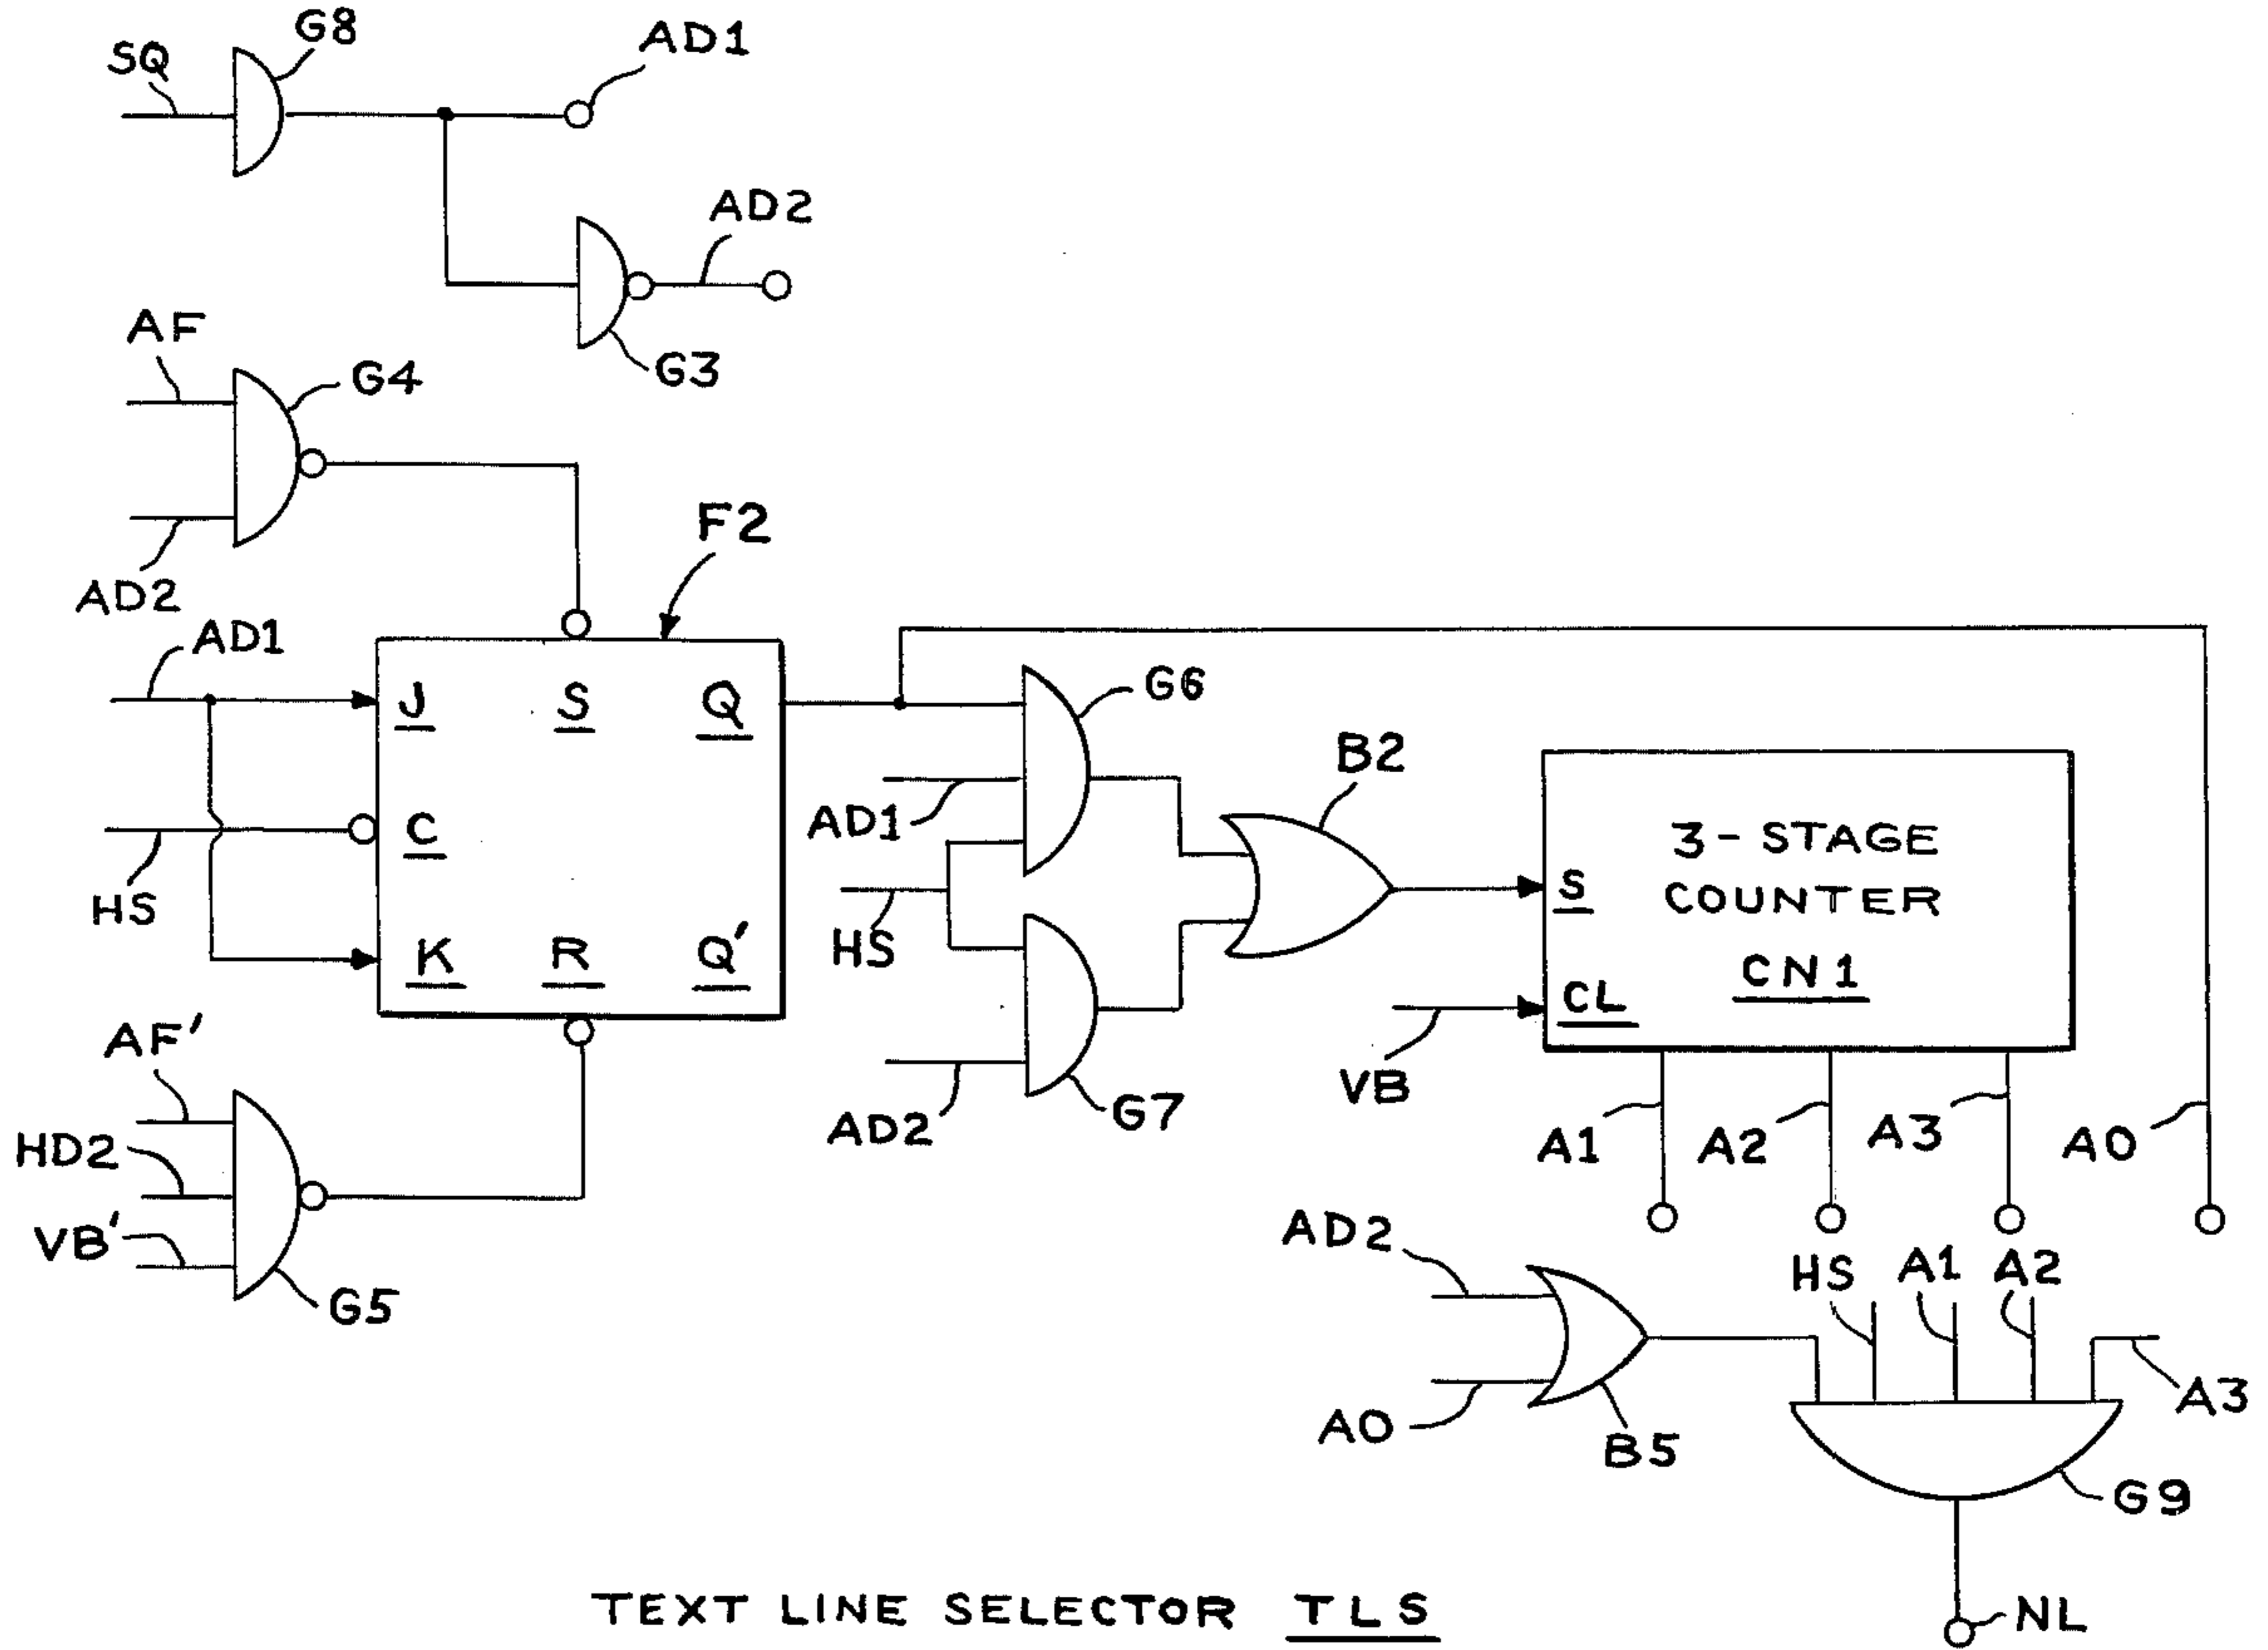 SQ
G8
AD1
AD2
G3
AF
G4
AD2
F2
AD1
J
S
Q
C
HS
K
R
Q'
AF'
HD2
VB'
G5
G6
AD1
HS
AD2
G7
B2
S
3-STAGE
COUNTER
CN1
CL
VB
A1
A2
A3
A0
AD2
A0
B5
HS
A1
A2
A3
G9
NL
TEXT LINE SELECTOR TLS